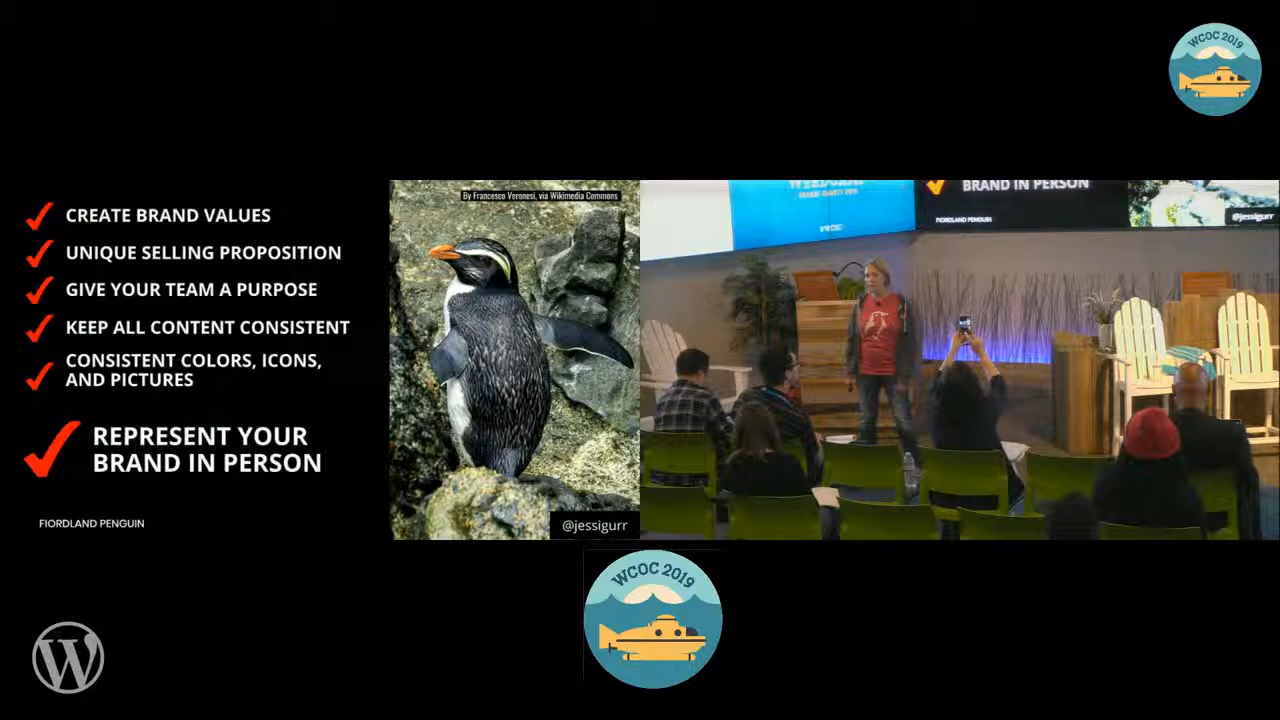 WCOC 2019
CREATE BRAND VALUES
UNIQUE SELLING PROPOSITION
GIVE YOUR TEAM A PURPOSE
KEEP ALL CONTENT CONSISTENT
CONSISTENT COLORS, ICONS,
AND PICTURES
REPRESENT YOUR
BRAND IN PERSON
FIORDLAND PENGUIN
By Francesco Veronesi, via Wikimedia Commons
@jessigurr
BRAND IN PERSON
FIORDLAND PENGUIN
@jessigurr
WCOC 2019
W